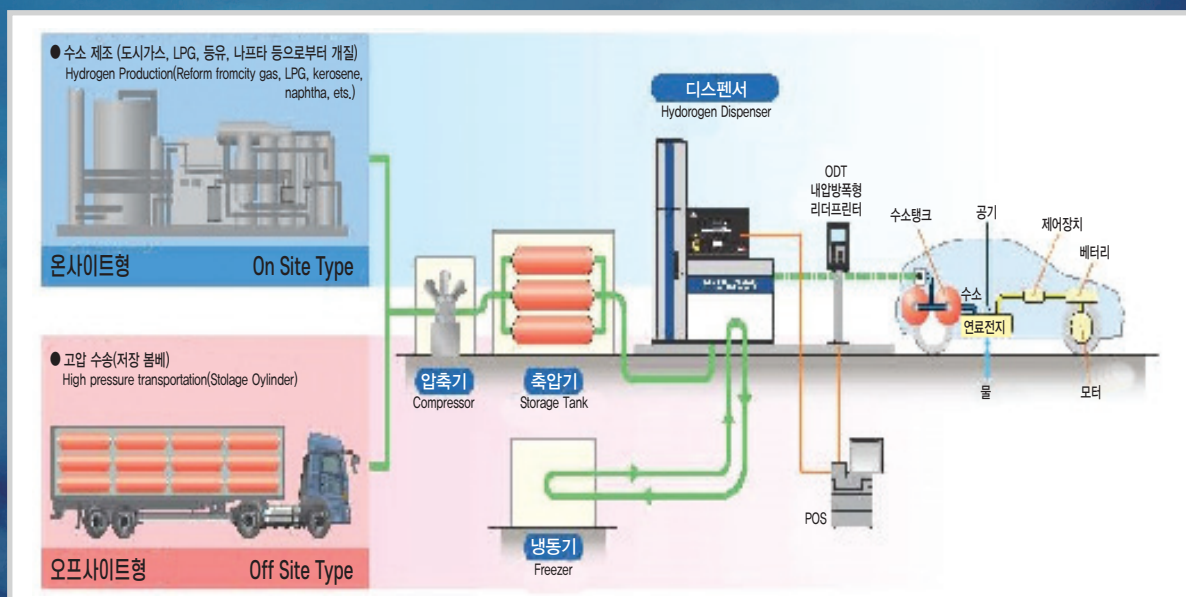 ● 수소 제조 (도시가스, LPG, 등유, 나프타 등으로부터 개질)
Hydrogen Production(Reform fromcity gas, LPG, kerosene,
naphtha, ets.)
온사이트형 On Site Type
● 고압 수송(저장 봄베)
High pressure transportation(Stolage Oylinder)
오프사이트형 Off Site Type
압축기
Compressor
축압기
Storage Tank
냉동기
Freezer
디스펜서
Hydorogen Dispenser
ODT
내압방폭형
리더프린터
POS
수소탱크
공기
제어장치
베터리
수소
연료전지
물
모터